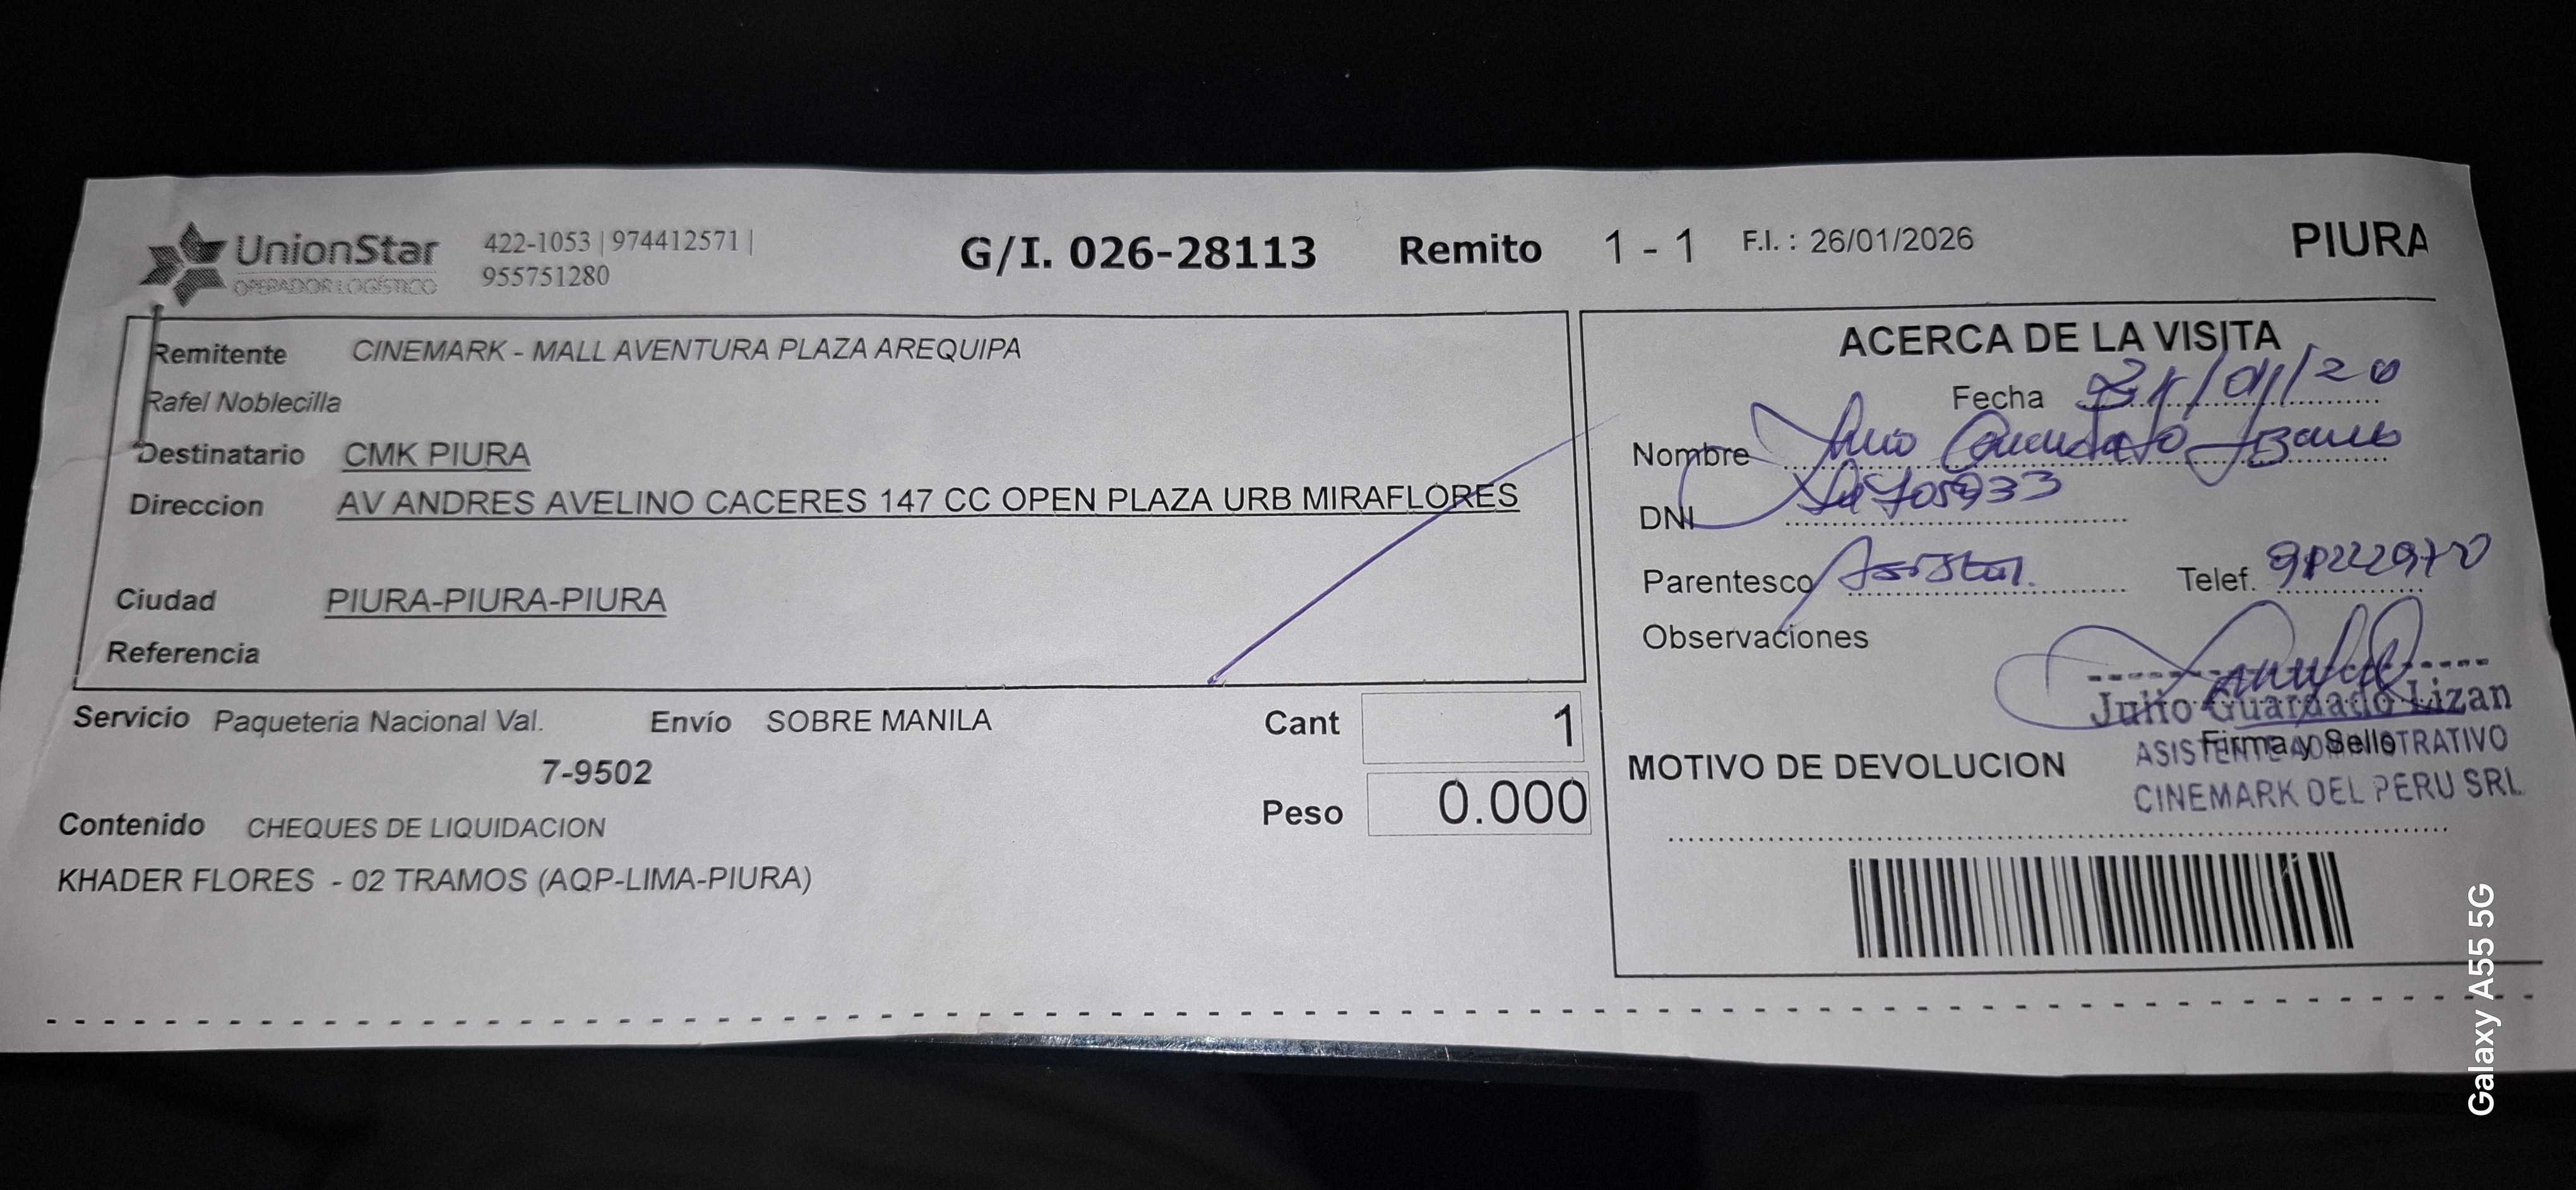 UnionStar
OPERADOR LOGÍSTICO
422-1053 | 974412571 |
955751280
G/I. 026-28113 Remito 1 - 1 F.I. : 26/01/2026 PIURA
Remitente CINEMARK - MALL AVENTURA PLAZA AREQUIPA
Rafel Noblecilla
Destinatario CMK PIURA
Direccion AV ANDRES AVELINO CACERES 147 CC OPEN PLAZA URB MIRAFLORES
Ciudad PIURA-PIURA-PIURA
Referencia
Servicio Paqueteria Nacional Val. Envío SOBRE MANILA
7-9502
Cant 1
Peso 0.000
Contenido CHEQUES DE LIQUIDACION
KHADER FLORES - 02 TRAMOS (AQP-LIMA-PIURA)
ACERCA DE LA VISITA
Fecha
Nombre
DNI
Parentesco
Telef.
Observaciones
Julio Guardado Lizan
Firma y Sello
ASISTENTE ADMINISTRATIVO
CINEMARK DEL PERU SRL
MOTIVO DE DEVOLUCION
Galaxy A55 5G